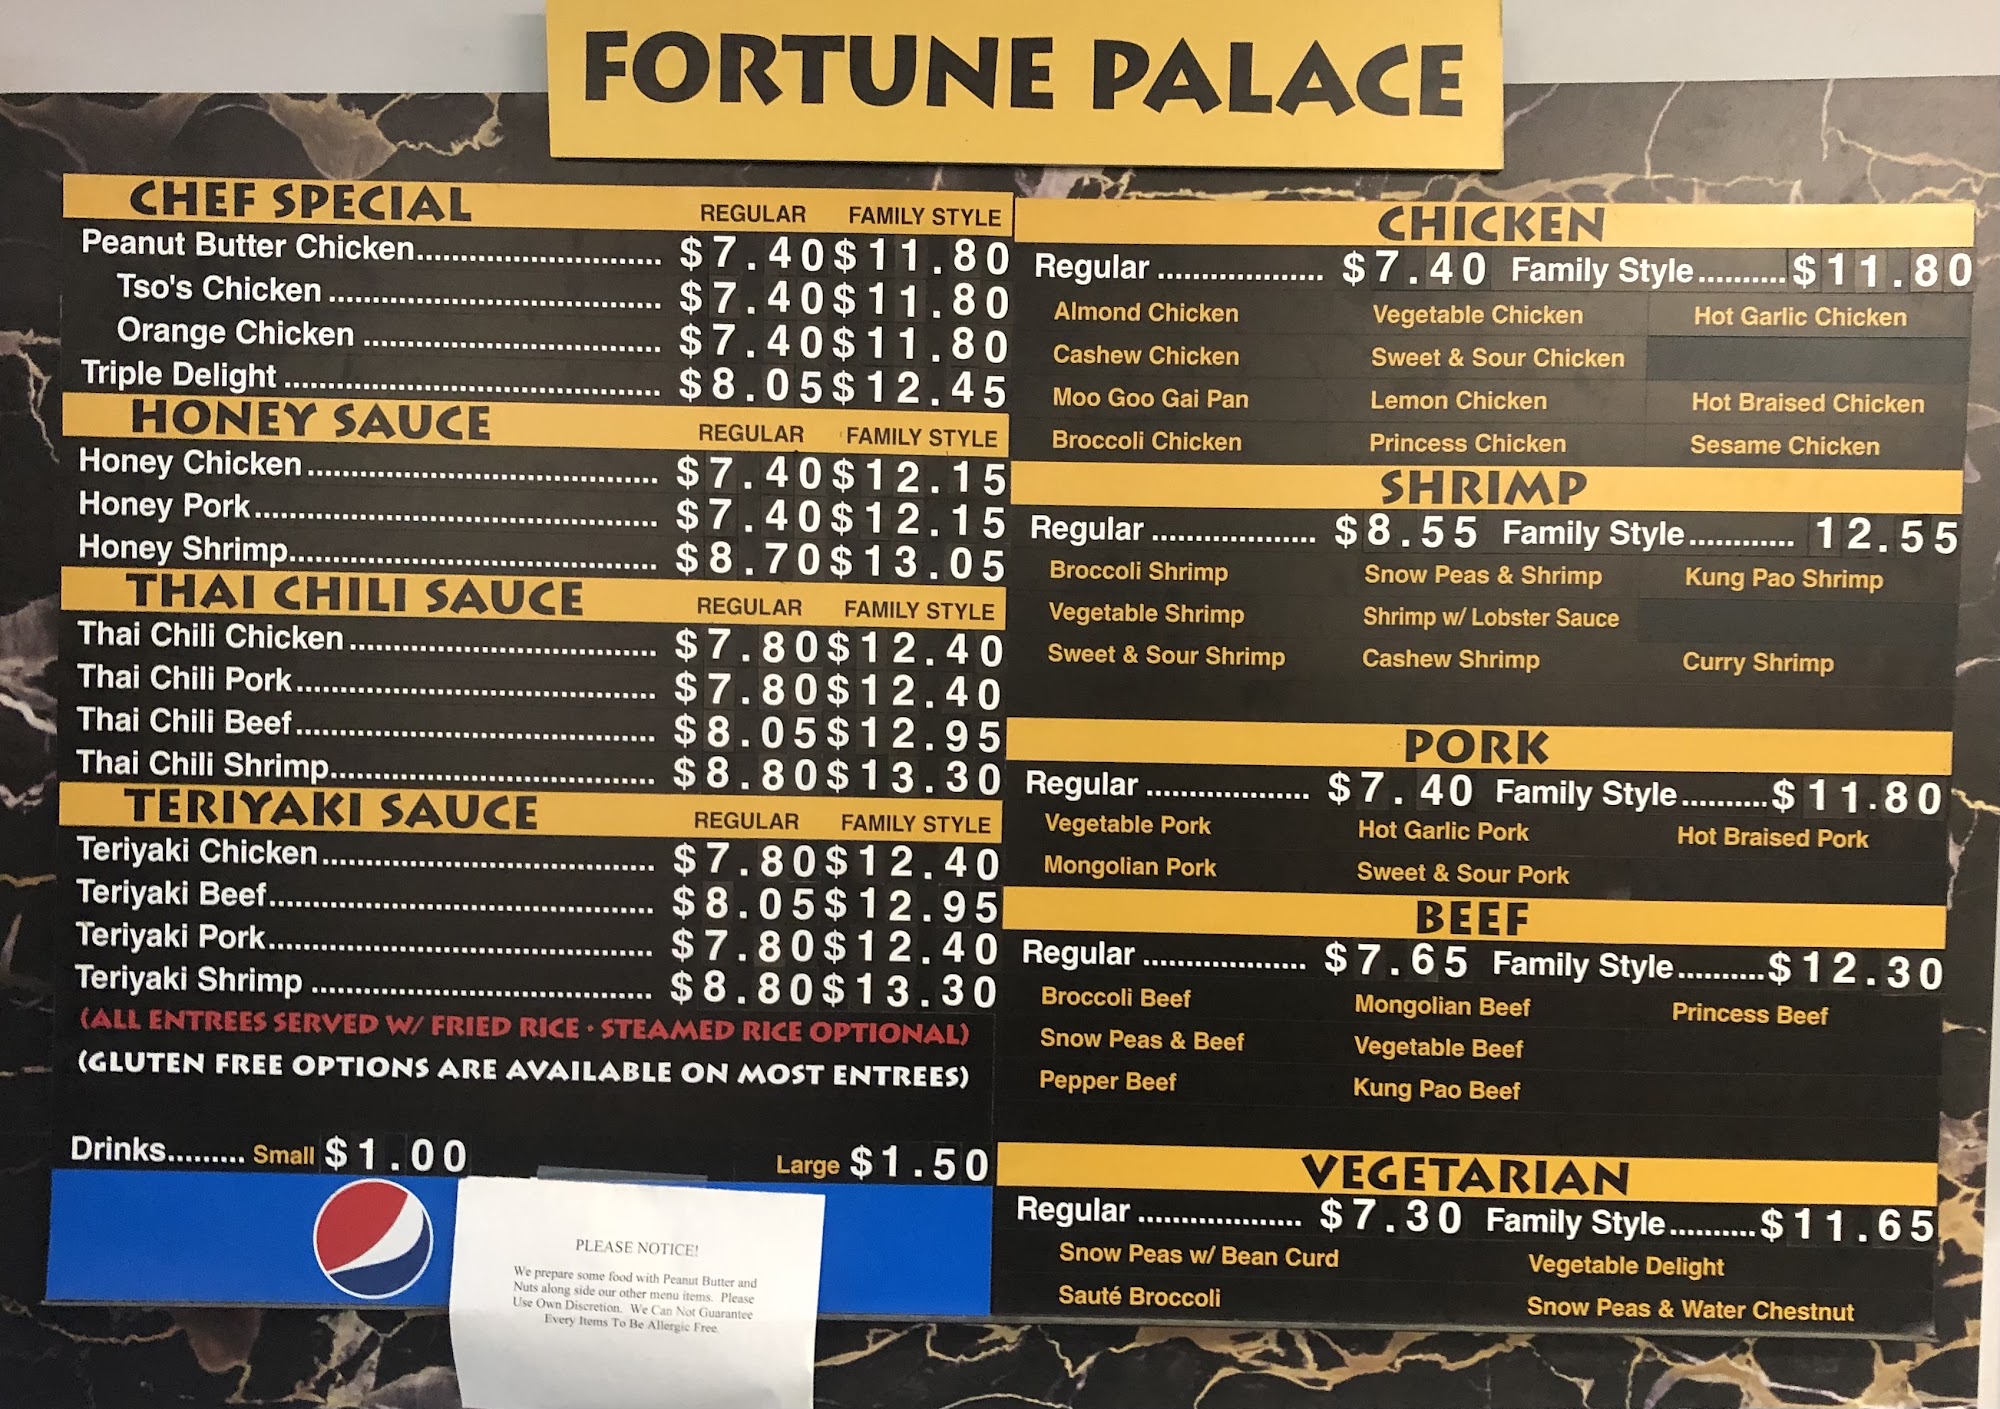 FORTUNE PALACE
CHEF SPECIAL REGULAR FAMILY STYLE
Peanut Butter Chicken............................ $7.40 $11.80
Tso's Chicken ...................................... $7.40 $11.80
Orange Chicken .................................. $7.40 $11.80
Triple Delight ........................................... $8.05 $12.45
HONEY SAUCE REGULAR FAMILY STYLE
Honey Chicken ........................................ $7.40 $12.15
Honey Pork .............................................. $7.40 $12.15
Honey Shrimp.......................................... $8.70 $13.05
THAI CHILI SAUCE REGULAR FAMILY STYLE
Thai Chili Chicken ................................... $7.80 $12.40
Thai Chili Pork ......................................... $7.80 $12.40
Thai Chili Beef ......................................... $8.05 $12.95
Thai Chili Shrimp..................................... $8.80 $13.30
TERIYAKI SAUCE REGULAR FAMILY STYLE
Teriyaki Chicken ...................................... $7.80 $12.40
Teriyaki Beef............................................ $8.05 $12.95
Teriyaki Pork............................................ $7.80 $12.40
Teriyaki Shrimp ....................................... $8.80 $13.30
(ALL ENTREES SERVED W/ FRIED RICE · STEAMED RICE OPTIONAL)
(GLUTEN FREE OPTIONS ARE AVAILABLE ON MOST ENTREES)
Drinks......... Small $1.00 Large $1.50
PLEASE NOTICE!
We prepare some food with Peanut Butter and
Nuts along side our other menu items. Please
Use Own Discretion. We Can Not Guarantee
Every Items To Be Allergic Free.
CHICKEN
Regular ................... $7.40 Family Style.......... $11.80
Almond Chicken Vegetable Chicken Hot Garlic Chicken
Cashew Chicken Sweet & Sour Chicken
Moo Goo Gai Pan Lemon Chicken Hot Braised Chicken
Broccoli Chicken Princess Chicken Sesame Chicken
SHRIMP
Regular ................... $8.55 Family Style............ 12.55
Broccoli Shrimp Snow Peas & Shrimp Kung Pao Shrimp
Vegetable Shrimp Shrimp w/ Lobster Sauce
Sweet & Sour Shrimp Cashew Shrimp Curry Shrimp
PORK
Regular ................... $7.40 Family Style.......... $11.80
Vegetable Pork Hot Garlic Pork Hot Braised Pork
Mongolian Pork Sweet & Sour Pork
BEEF
Regular ................... $7.65 Family Style.......... $12.30
Broccoli Beef Mongolian Beef Princess Beef
Snow Peas & Beef Vegetable Beef
Pepper Beef Kung Pao Beef
VEGETARIAN
Regular ................... $7.30 Family Style.......... $11.65
Snow Peas w/ Bean Curd Vegetable Delight
Sauté Broccoli Snow Peas & Water Chestnut